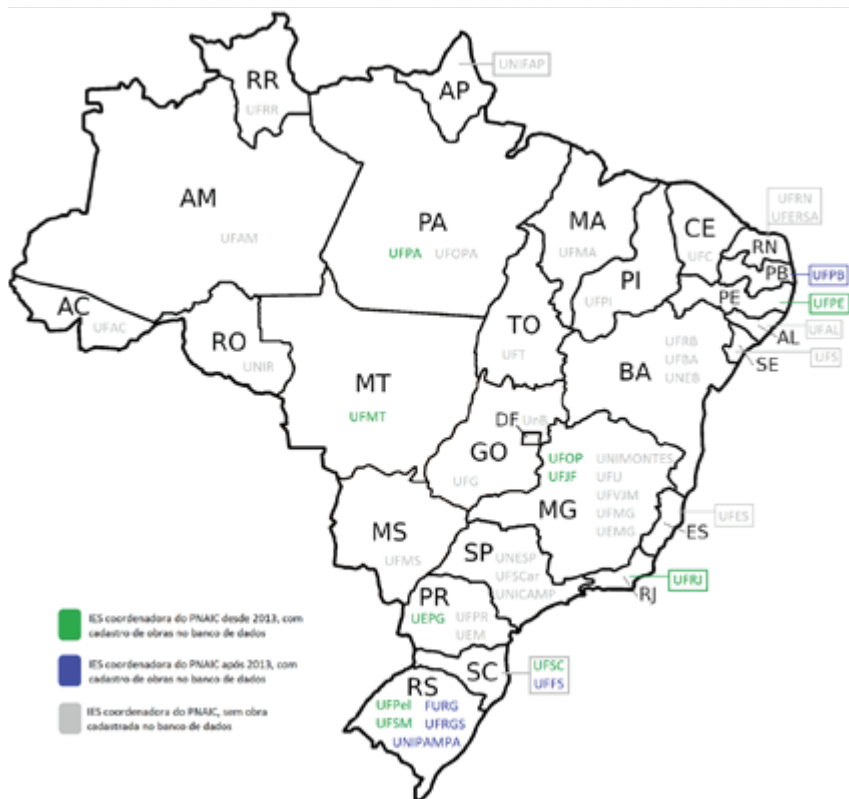 UNIFAP
RR
AP
UFRR
AM
PA
MA
CE
UFRN
UFERSA
UFAM
UFPA UFOPA
UFMA
UFC
RN
PB
UFPB
PI
UFPI
PE
UFPE
AC
UFAC
RO
UNIR
TO
UFT
UFAL
AL
UFS
SE
UFRB
UFBA
UNEB
BA
MT
UFMT
DF UnB
GO
UFG
UFOP UNIMONTES
UFJF UFU
UFVJM
MG UFMG
UEMG
UFES
ES
MS
UFMS
SP UNESP
UFSCar
UNICAMP
UFRJ
RJ
PR
UEPG UFPR
UEM
SC
UFSC
UFFS
RS
UFPel FURG
UFSM UFRGS
UNIPAMPA
IES coordenadora do PNAIC desde 2013, com
cadastro de obras no banco de dados
IES coordenadora do PNAIC após 2013, com
cadastro de obras no banco de dados
IES coordenadora do PNAIC, sem obra
cadastrada no banco de dados